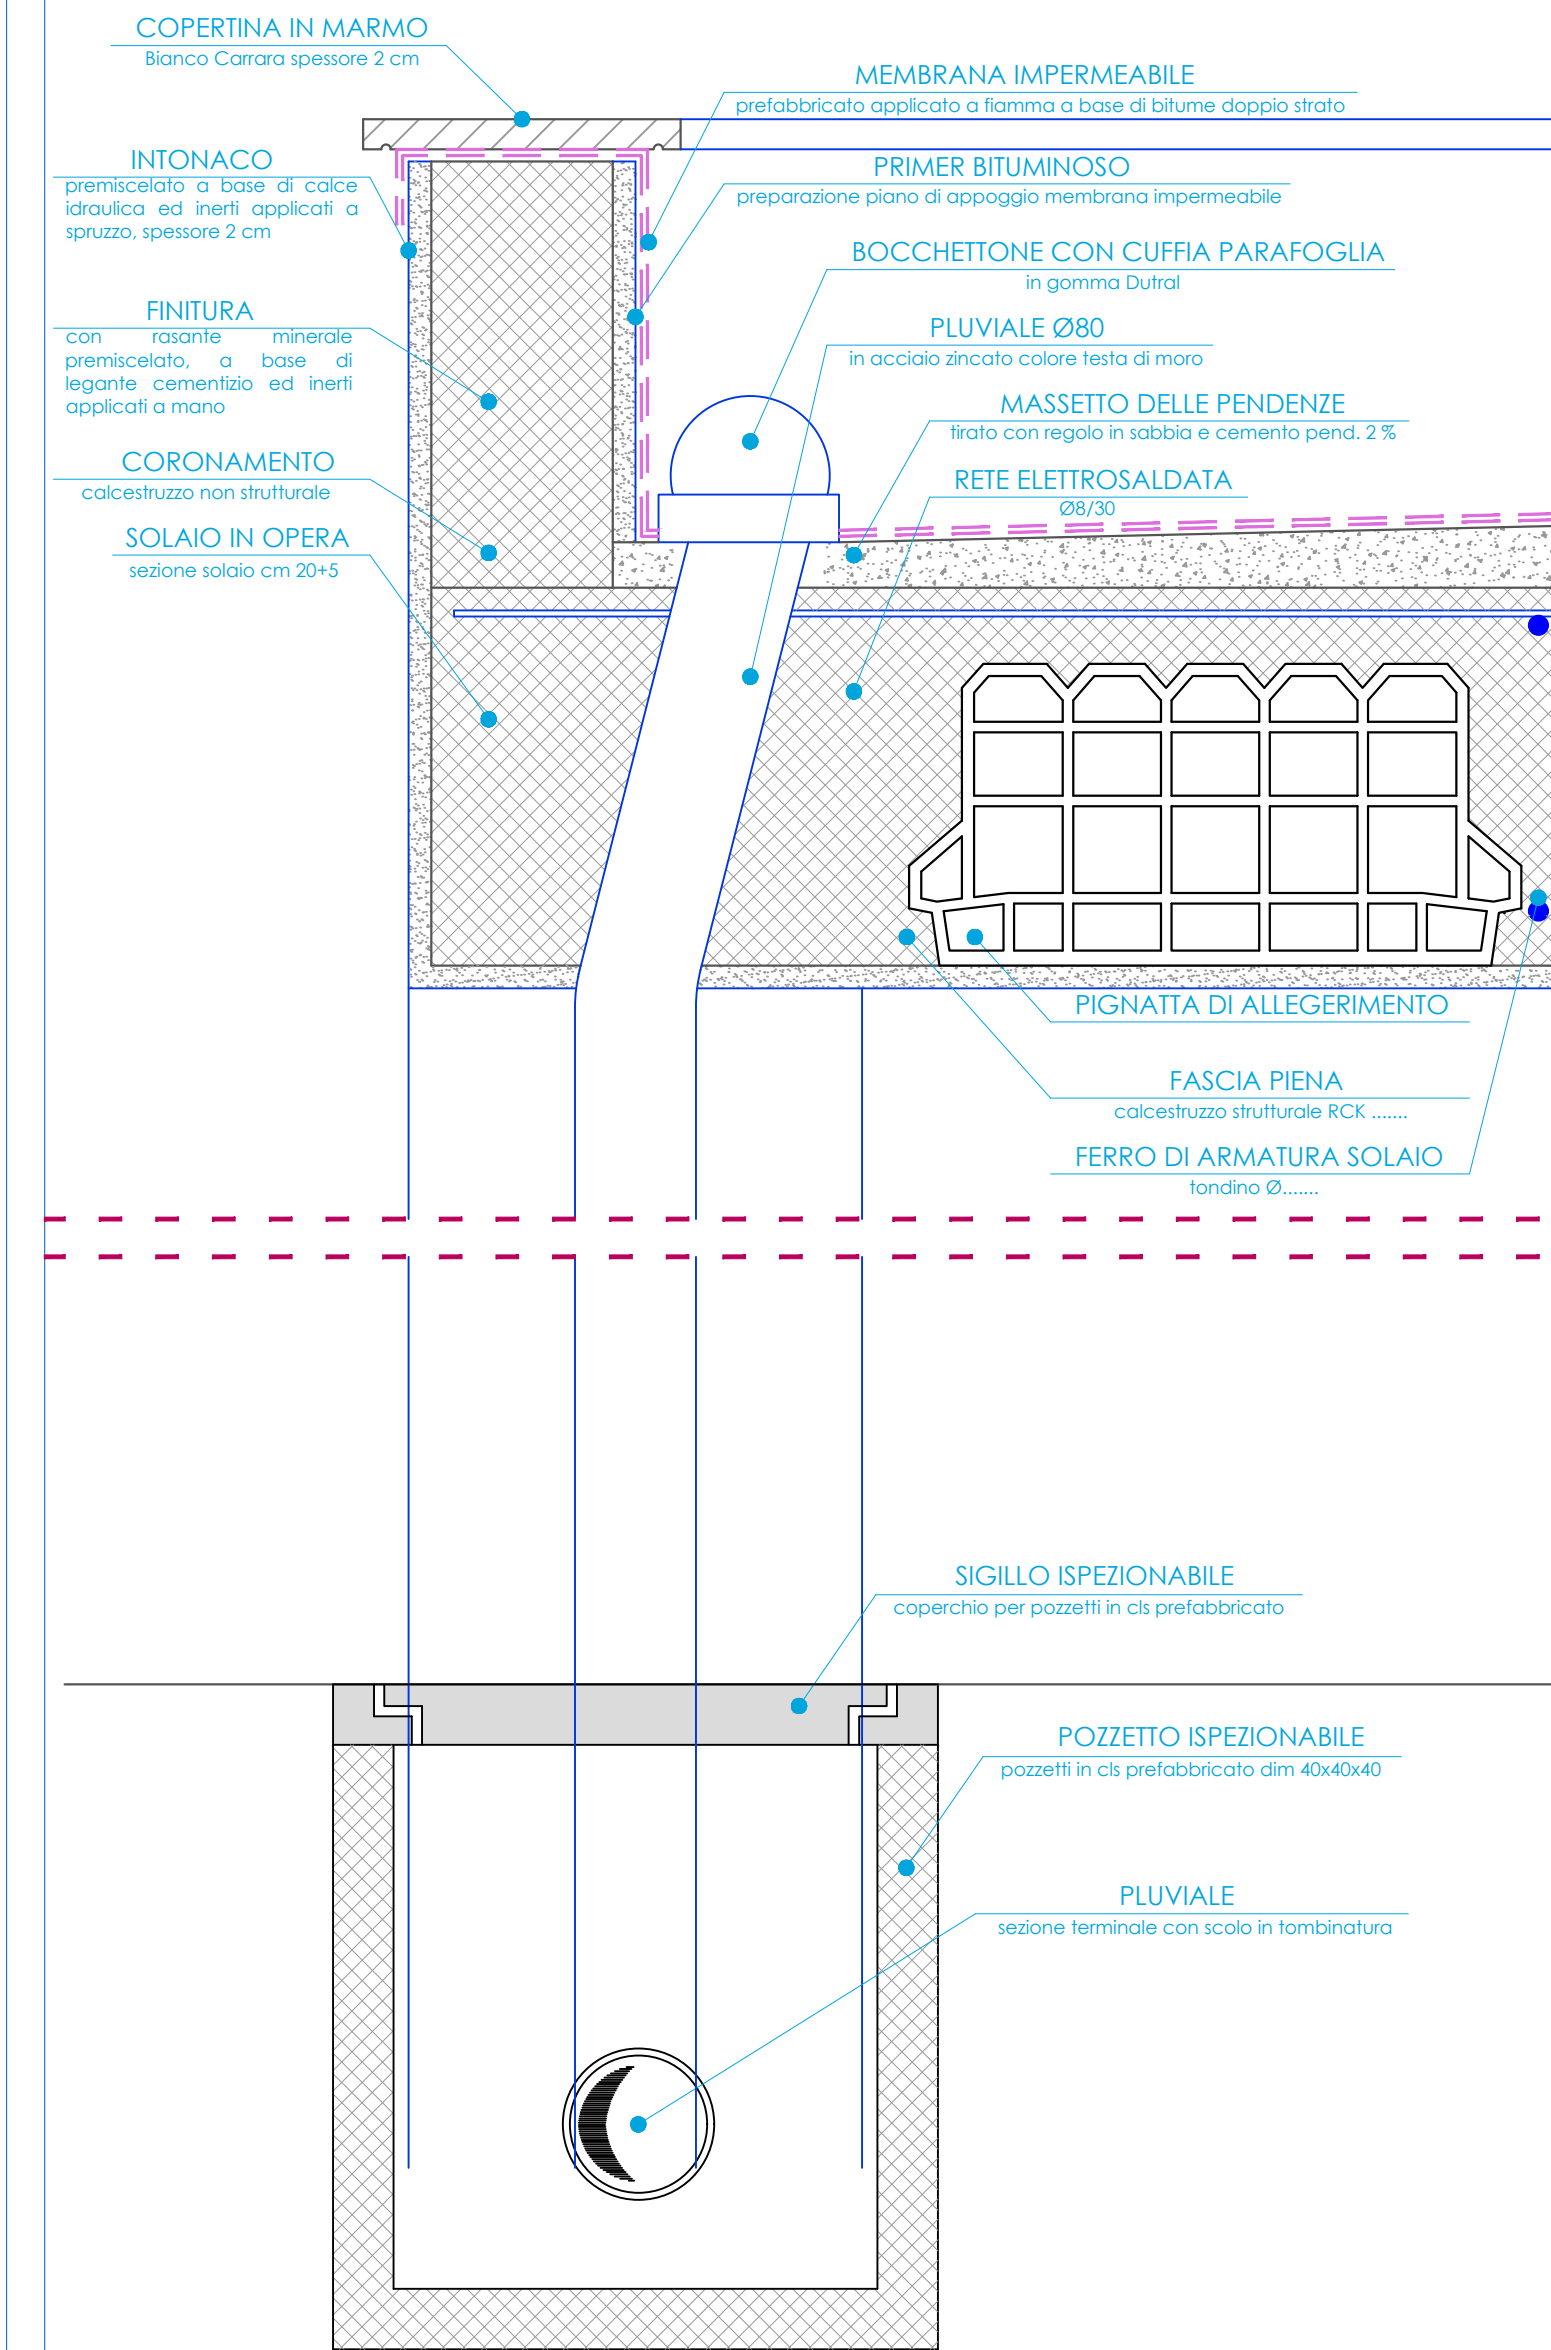 COPERTINA IN MARMO
Bianco Carrara spessore 2 cm
MEMBRANA IMPERMEABILE
prefabbricato applicato a fiamma a base di bitume doppio strato
INTONACO
premiscelato a base di calce
idraulica ed inerti applicati a
spruzzo, spessore 2 cm
PRIMER BITUMINOSO
preparazione piano di appoggio membrana impermeabile
BOCCHETTONE CON CUFFIA PARAFOGLIA
in gomma Dutral
FINITURA
con rasante minerale
premiscelato, a base di
legante cementizio ed inerti
applicati a mano
PLUVIALE Ø80
in acciaio zincato colore testa di moro
MASSETTO DELLE PENDENZE
tirato con regolo in sabbia e cemento pend. 2 %
CORONAMENTO
calcestruzzo non strutturale
RETE ELETTROSALDATA
Ø8/30
SOLAIO IN OPERA
sezione solaio cm 20+5
PIGNATTA DI ALLEGERIMENTO
FASCIA PIENA
calcestruzzo strutturale RCK .......
FERRO DI ARMATURA SOLAIO
tondino Ø.......
SIGILLO ISPEZIONABILE
coperchio per pozzetti in cls prefabbricato
POZZETTO ISPEZIONABILE
pozzetti in cls prefabbricato dim 40x40x40
PLUVIALE
sezione terminale con scolo in tombinatura